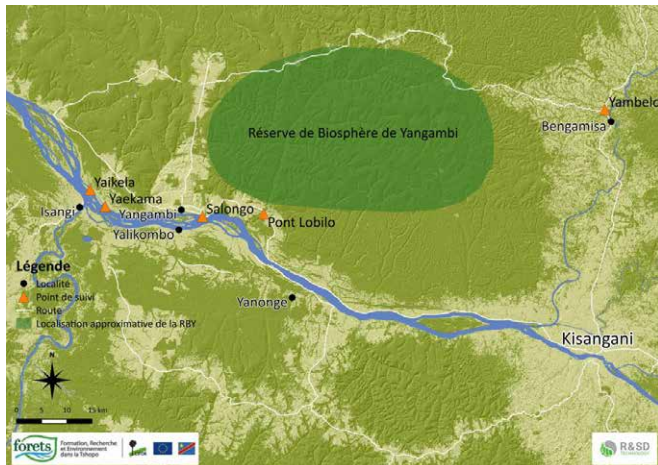 Réserve de Biosphère de Yangambi
Yambelo
Bengamisa
Yaikela
Yaekama
Isangi
Yangambi
Salongo
Pont Lobilo
Yalikombo
Légende
Localité
Point de suivi
Route
Localisation approximative de la RBY
Yanonge
Kisangani
N
0 5 10 15 km
forets
Formation, Recherche
et Environnement
dans la Tshopo
R&SD